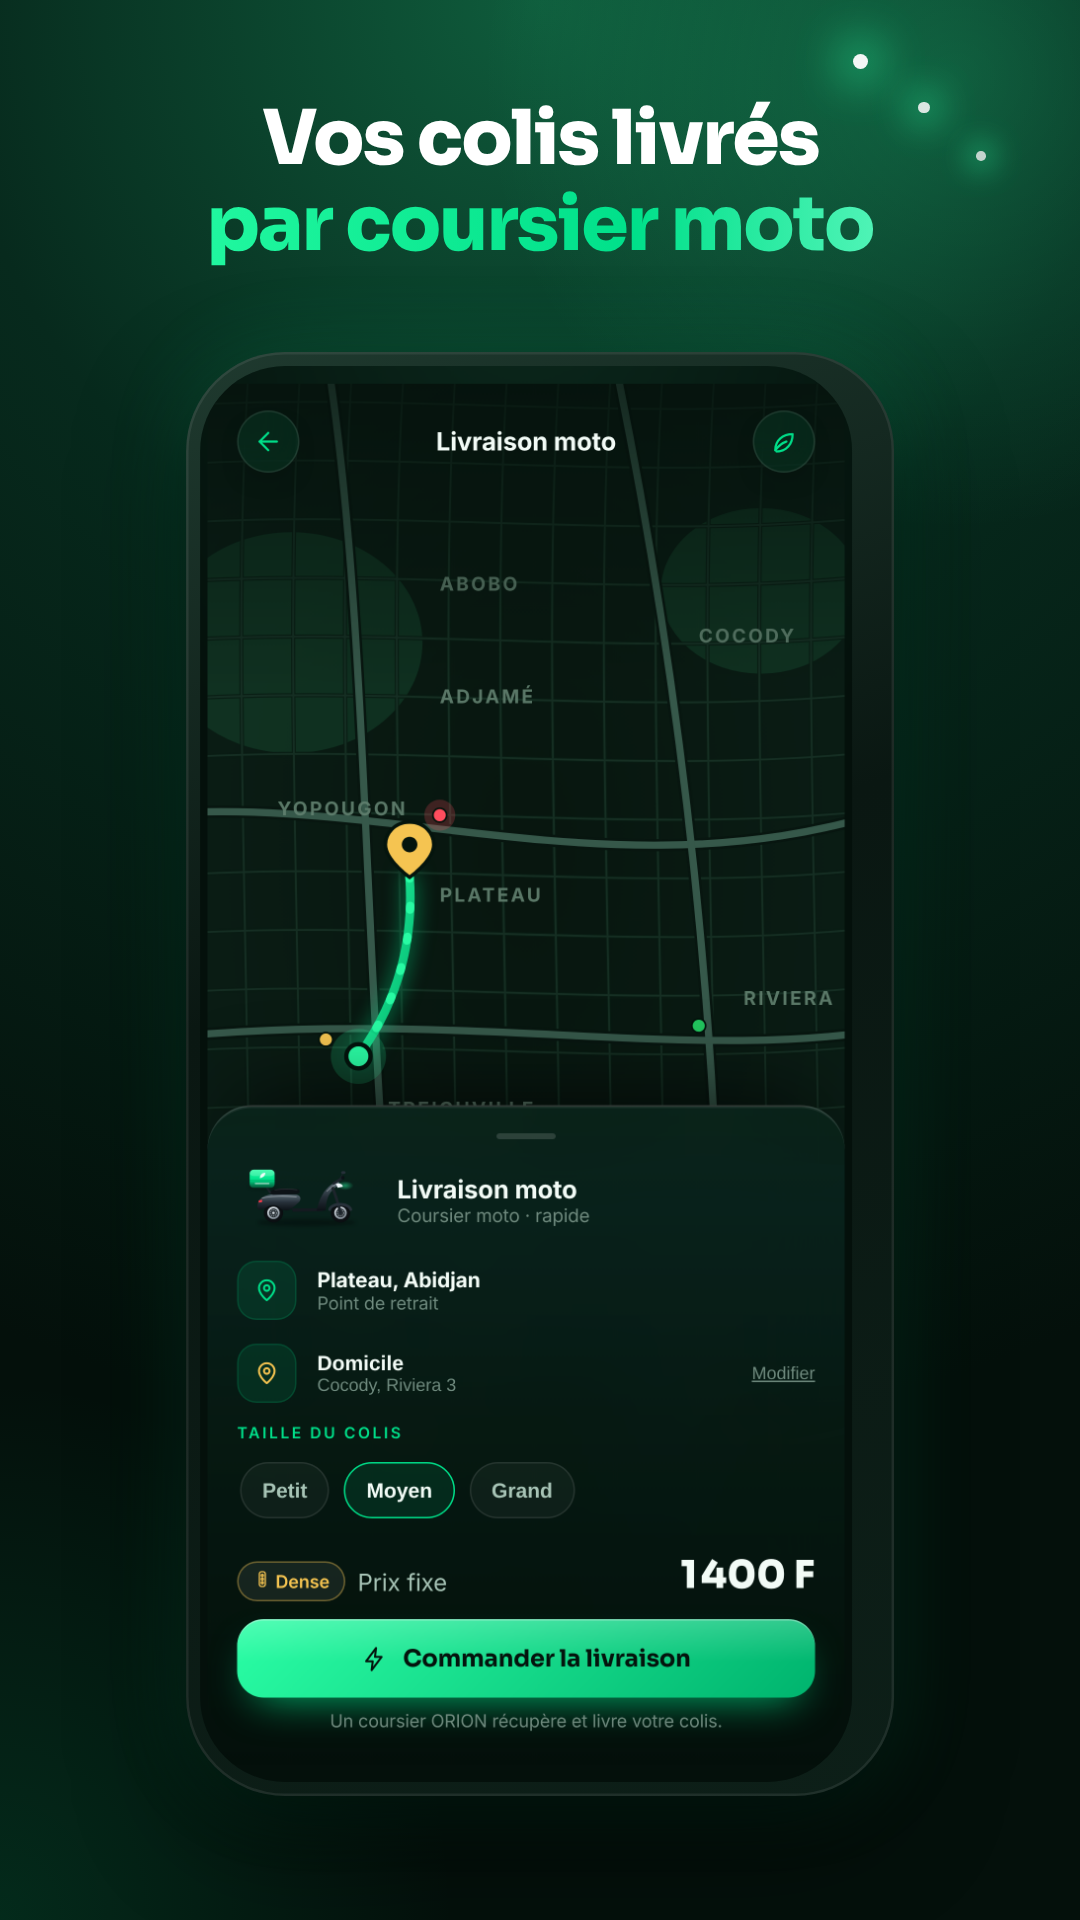 Vos colis livrés
par coursier moto
Livraison moto
ABOBO
COCODY
ADJAMÉ
YOPOUGON
PLATEAU
RIVIERA
TREICHVILLE
Livraison moto
Coursier moto · rapide
Plateau, Abidjan
Point de retrait
Domicile
Cocody, Riviera 3
Modifier
TAILLE DU COLIS
Petit
Moyen
Grand
Dense
Prix fixe
1400 F
Commander la livraison
Un coursier ORION récupère et livre votre colis.